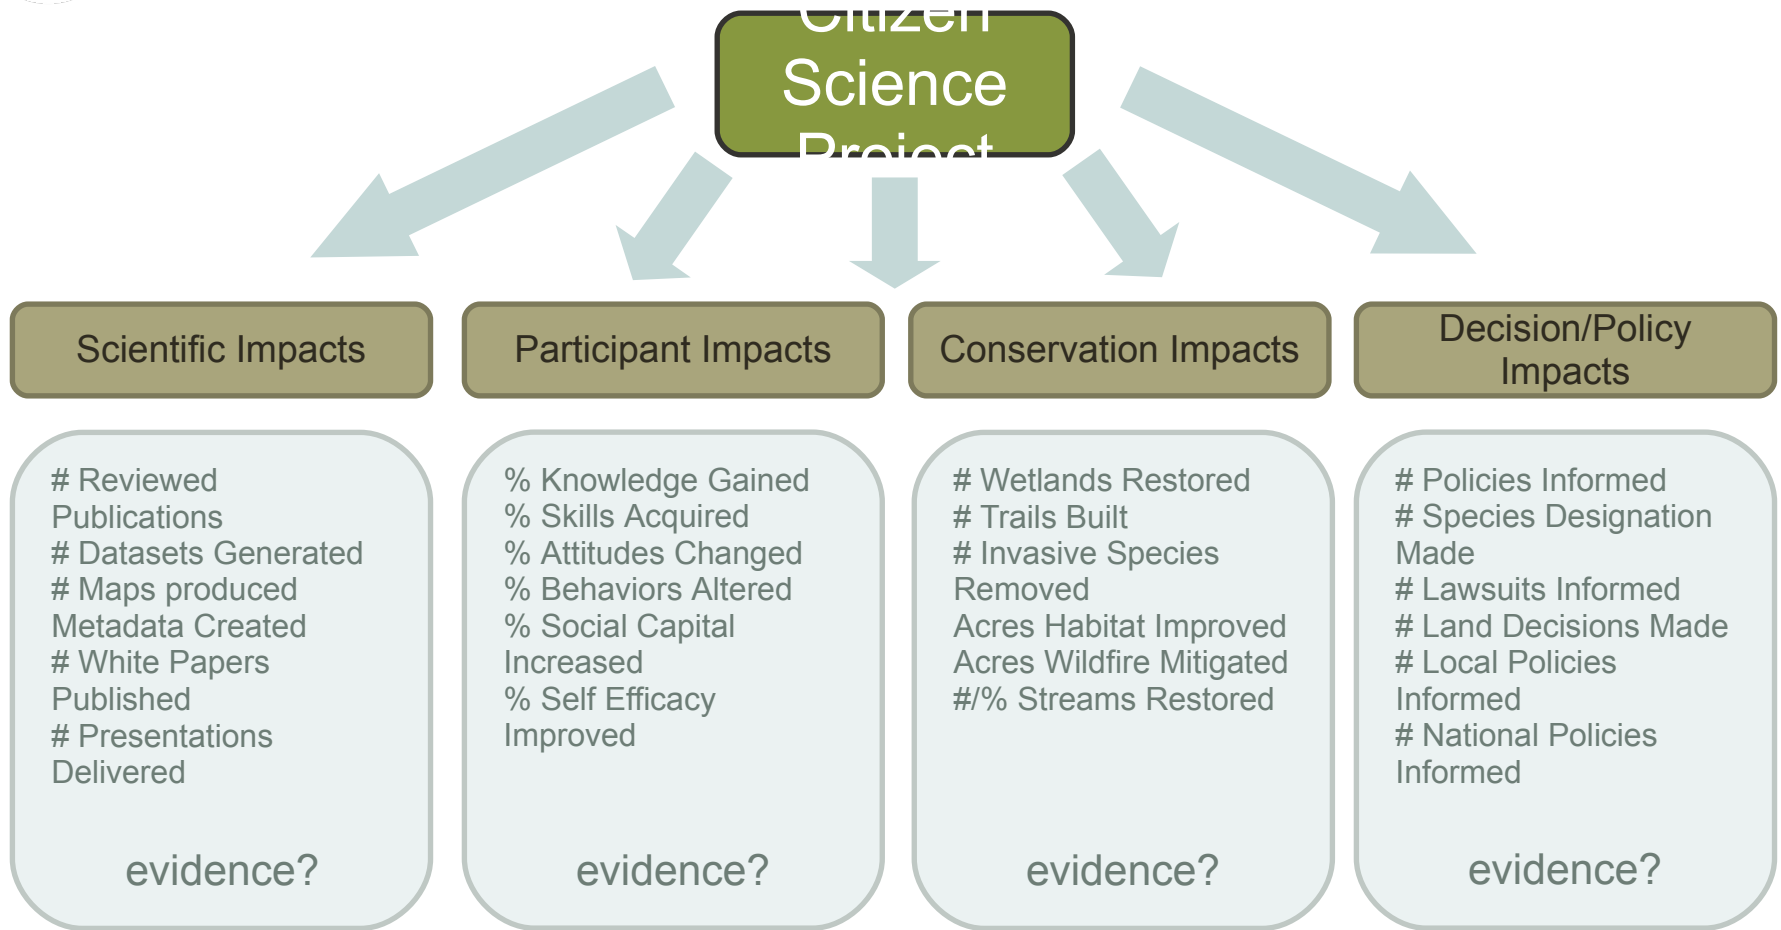 Citizen
Science
Project
Scientific Impacts
Participant Impacts
Conservation Impacts
Decision/Policy
Impacts
# Reviewed
Publications
# Datasets Generated
# Maps produced
Metadata Created
# White Papers
Published
# Presentations
Delivered
evidence?
% Knowledge Gained
% Skills Acquired
% Attitudes Changed
% Behaviors Altered
% Social Capital
Increased
% Self Efficacy
Improved
evidence?
# Wetlands Restored
# Trails Built
# Invasive Species
Removed
Acres Habitat Improved
Acres Wildfire Mitigated
#/% Streams Restored
evidence?
# Policies Informed
# Species Designation
Made
# Lawsuits Informed
# Land Decisions Made
# Local Policies
Informed
# National Policies
Informed
evidence?